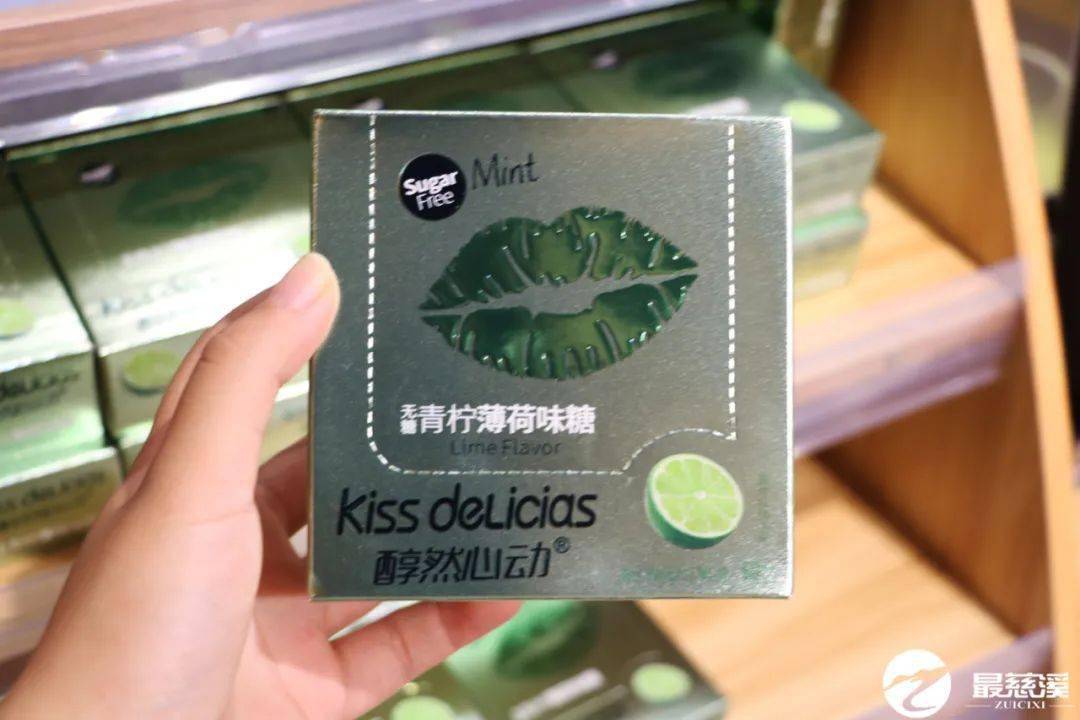 Sugar
Free
Mint
无糖
青柠薄荷味糖
Lime Flavor
Kiss deLicias
醇然心动®
最慈溪
ZUICIXI